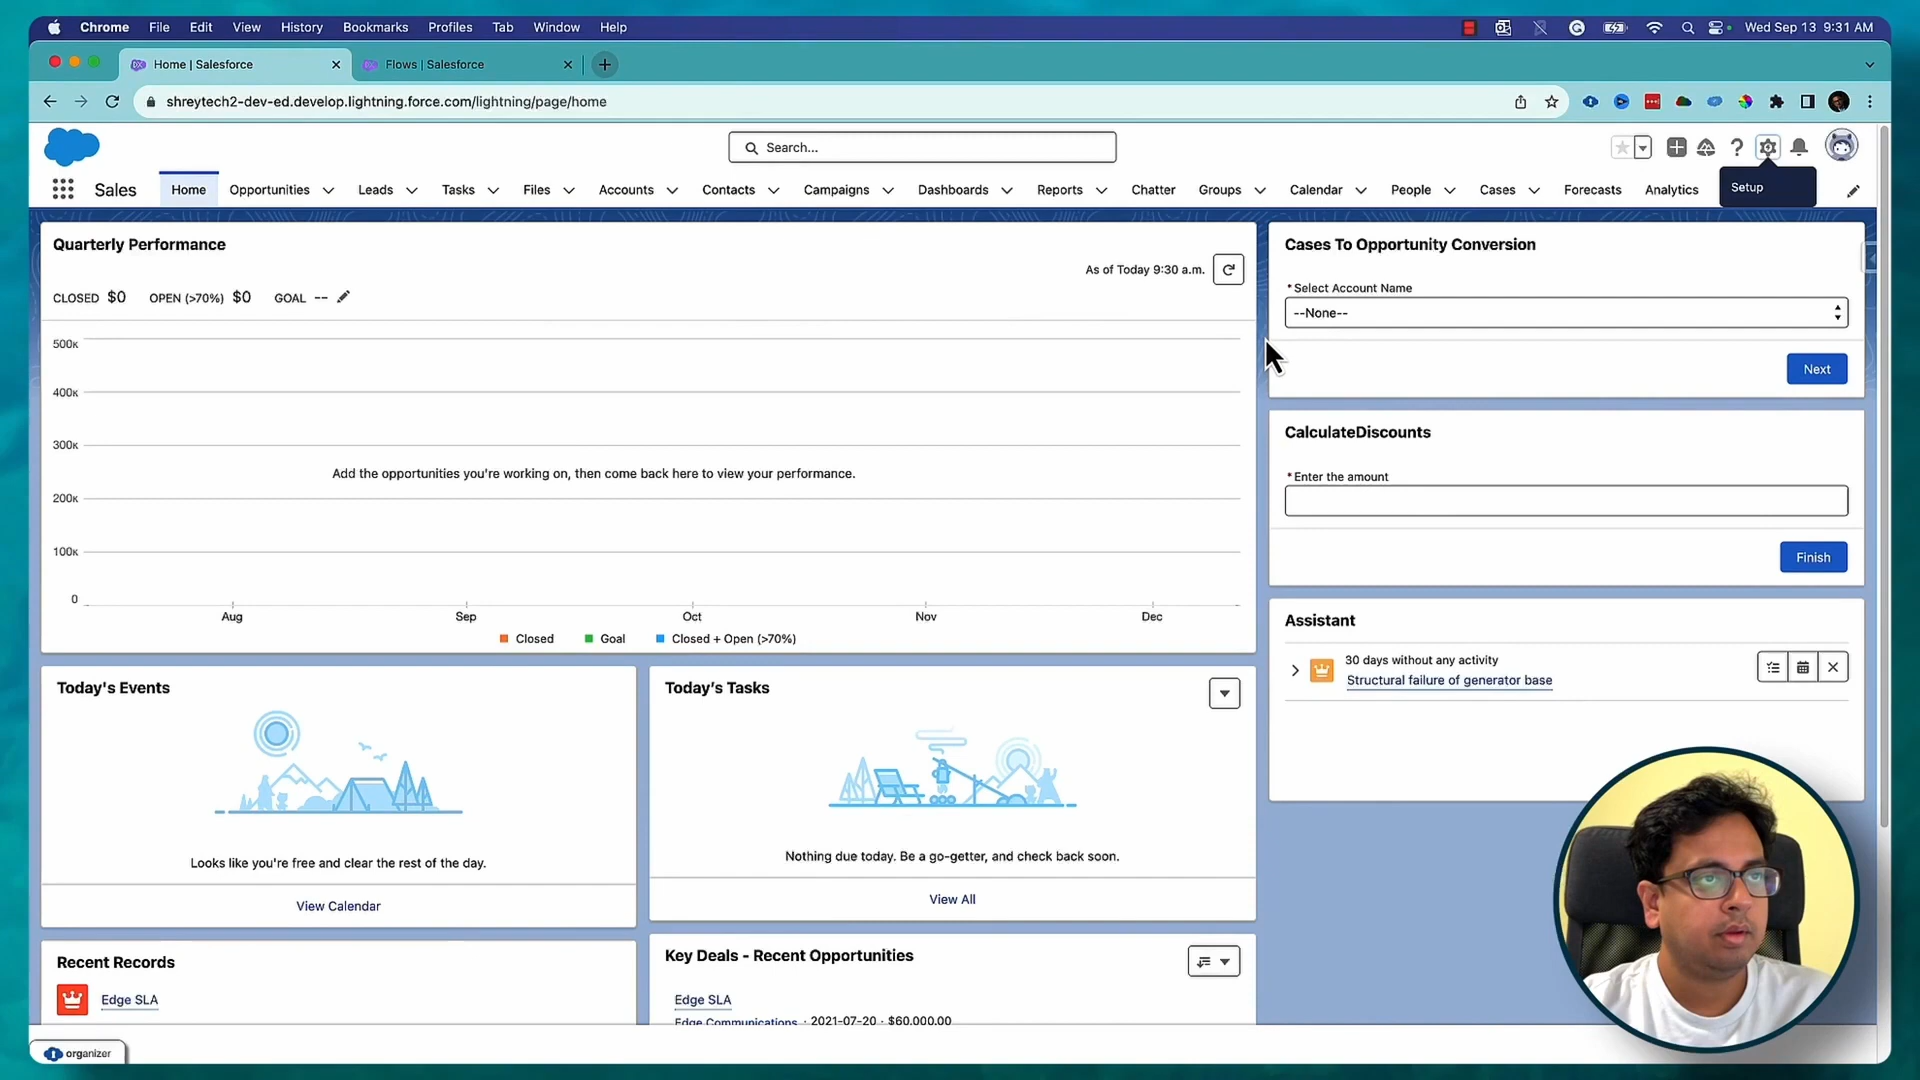 Chrome File Edit View History Bookmarks Profiles Tab Window Help
Wed Sep 13 9:31 AM
Home | Salesforce
Flows | Salesforce
shreytech2-dev-ed.develop.lightning.force.com/lightning/page/home
Search...
Setup
Sales
Home Opportunities Leads Tasks Files Accounts Contacts Campaigns Dashboards Reports Chatter Groups Calendar People Cases Forecasts Analytics
Quarterly Performance
As of Today 9:30 a.m.
CLOSED $0 OPEN (>70%) $0 GOAL --
500K
400K
300K
Add the opportunities you're working on, then come back here to view your performance.
200K
100K
0
Aug Sep Oct Nov Dec
Closed Goal Closed + Open (>70%)
Cases To Opportunity Conversion
* Select Account Name
--None--
Next
CalculateDiscounts
* Enter the amount
Finish
Assistant
30 days without any activity
Structural failure of generator base
Today's Events
Looks like you're free and clear the rest of the day.
View Calendar
Today's Tasks
Nothing due today. Be a go-getter, and check back soon.
View All
Recent Records
Edge SLA
Key Deals - Recent Opportunities
Edge SLA
Edge Communications · 2021-07-20 · $60,000.00
organizer